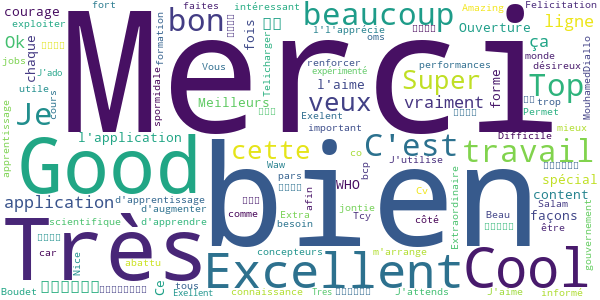 courage
fort
bon
faites
intéressant
beaucoup
Amazing
Felicitation
exploiter
ligne
Merci
l'l'apprécie
Ouverture
Ok
chaque
fois
oms
ça
jobs
J'ado
formation
Vous
Telicharger
renforcer
performances
monde
expérimenté
désireux
Super
Top
utile
spermidale
l'aime
forme
MouhamedDiallo
Je
cours
Meilleurs
veux
vraiment
trop
Exelent
Permet
apprentissage
l'application
important
Difficile
mieux
Good
bien
cette
C'est
travail
Waw
co
J'utilise
pars
bcp
Cv
spécial
application
d'apprentissage
WHO
Extraordinaire
content
d'augmenter
afin
comme
Extra
jontie
côté
Beau
Salam
façons
Très
scientifique
d'apprendre
besoin
Tcy
être
gouvernement
car
Nice
abattu
concepteurs
m'arrange
Excellent
Cool
Boudet
Ce
tous
Exellent
connaissance
Tres
J'attends
J'aime
informé